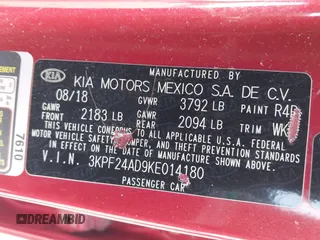 KIA
MANUFACTURED BY
KIA MOTORS MEXICO S.A. DE C.V.
08/18 GVWR 3792 LB PAINT
GAWR FRONT 2183 LB GAWR REAR 2094 LB TRIM WK
THIS VEHICLE CONFORMS TO ALL APPLICABLE U.S. FEDERAL
MOTOR VEHICLE SAFETY, BUMPER, AND THEFT PREVENTION STANDARDS
IN EFFECT ON THE DATE OF MANUFACTURE SHOWN ABOVE.
V.I.N. 3KPF24AD9KE014180
PASSENGER CAR
7610
DREAMBID